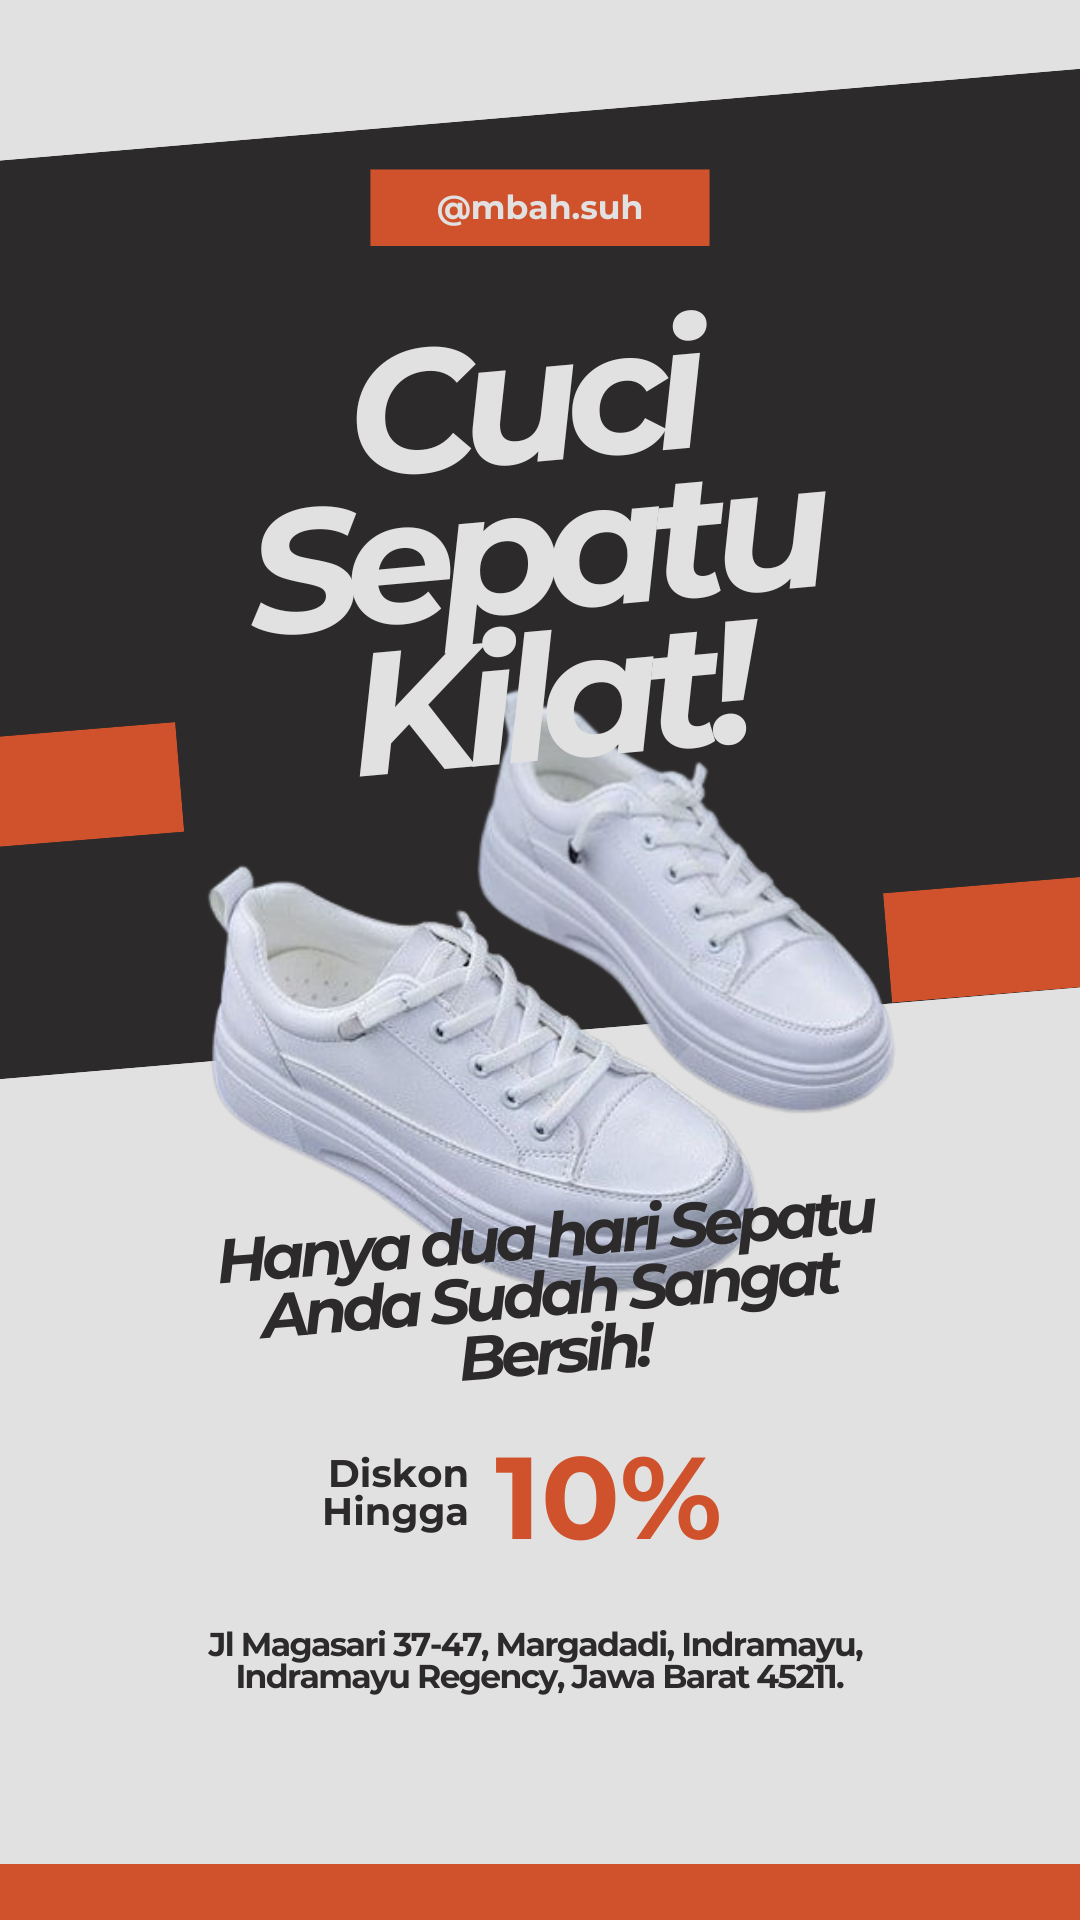 @mbah.suh
Cuci
Sepatu
Kilat!
Hanya dua hari Sepatu
Anda Sudah Sangat
Bersih!
Diskon
Hingga
10%
Jl Magasari 37-47, Margadadi, Indramayu,
Indramayu Regency, Jawa Barat 45211.